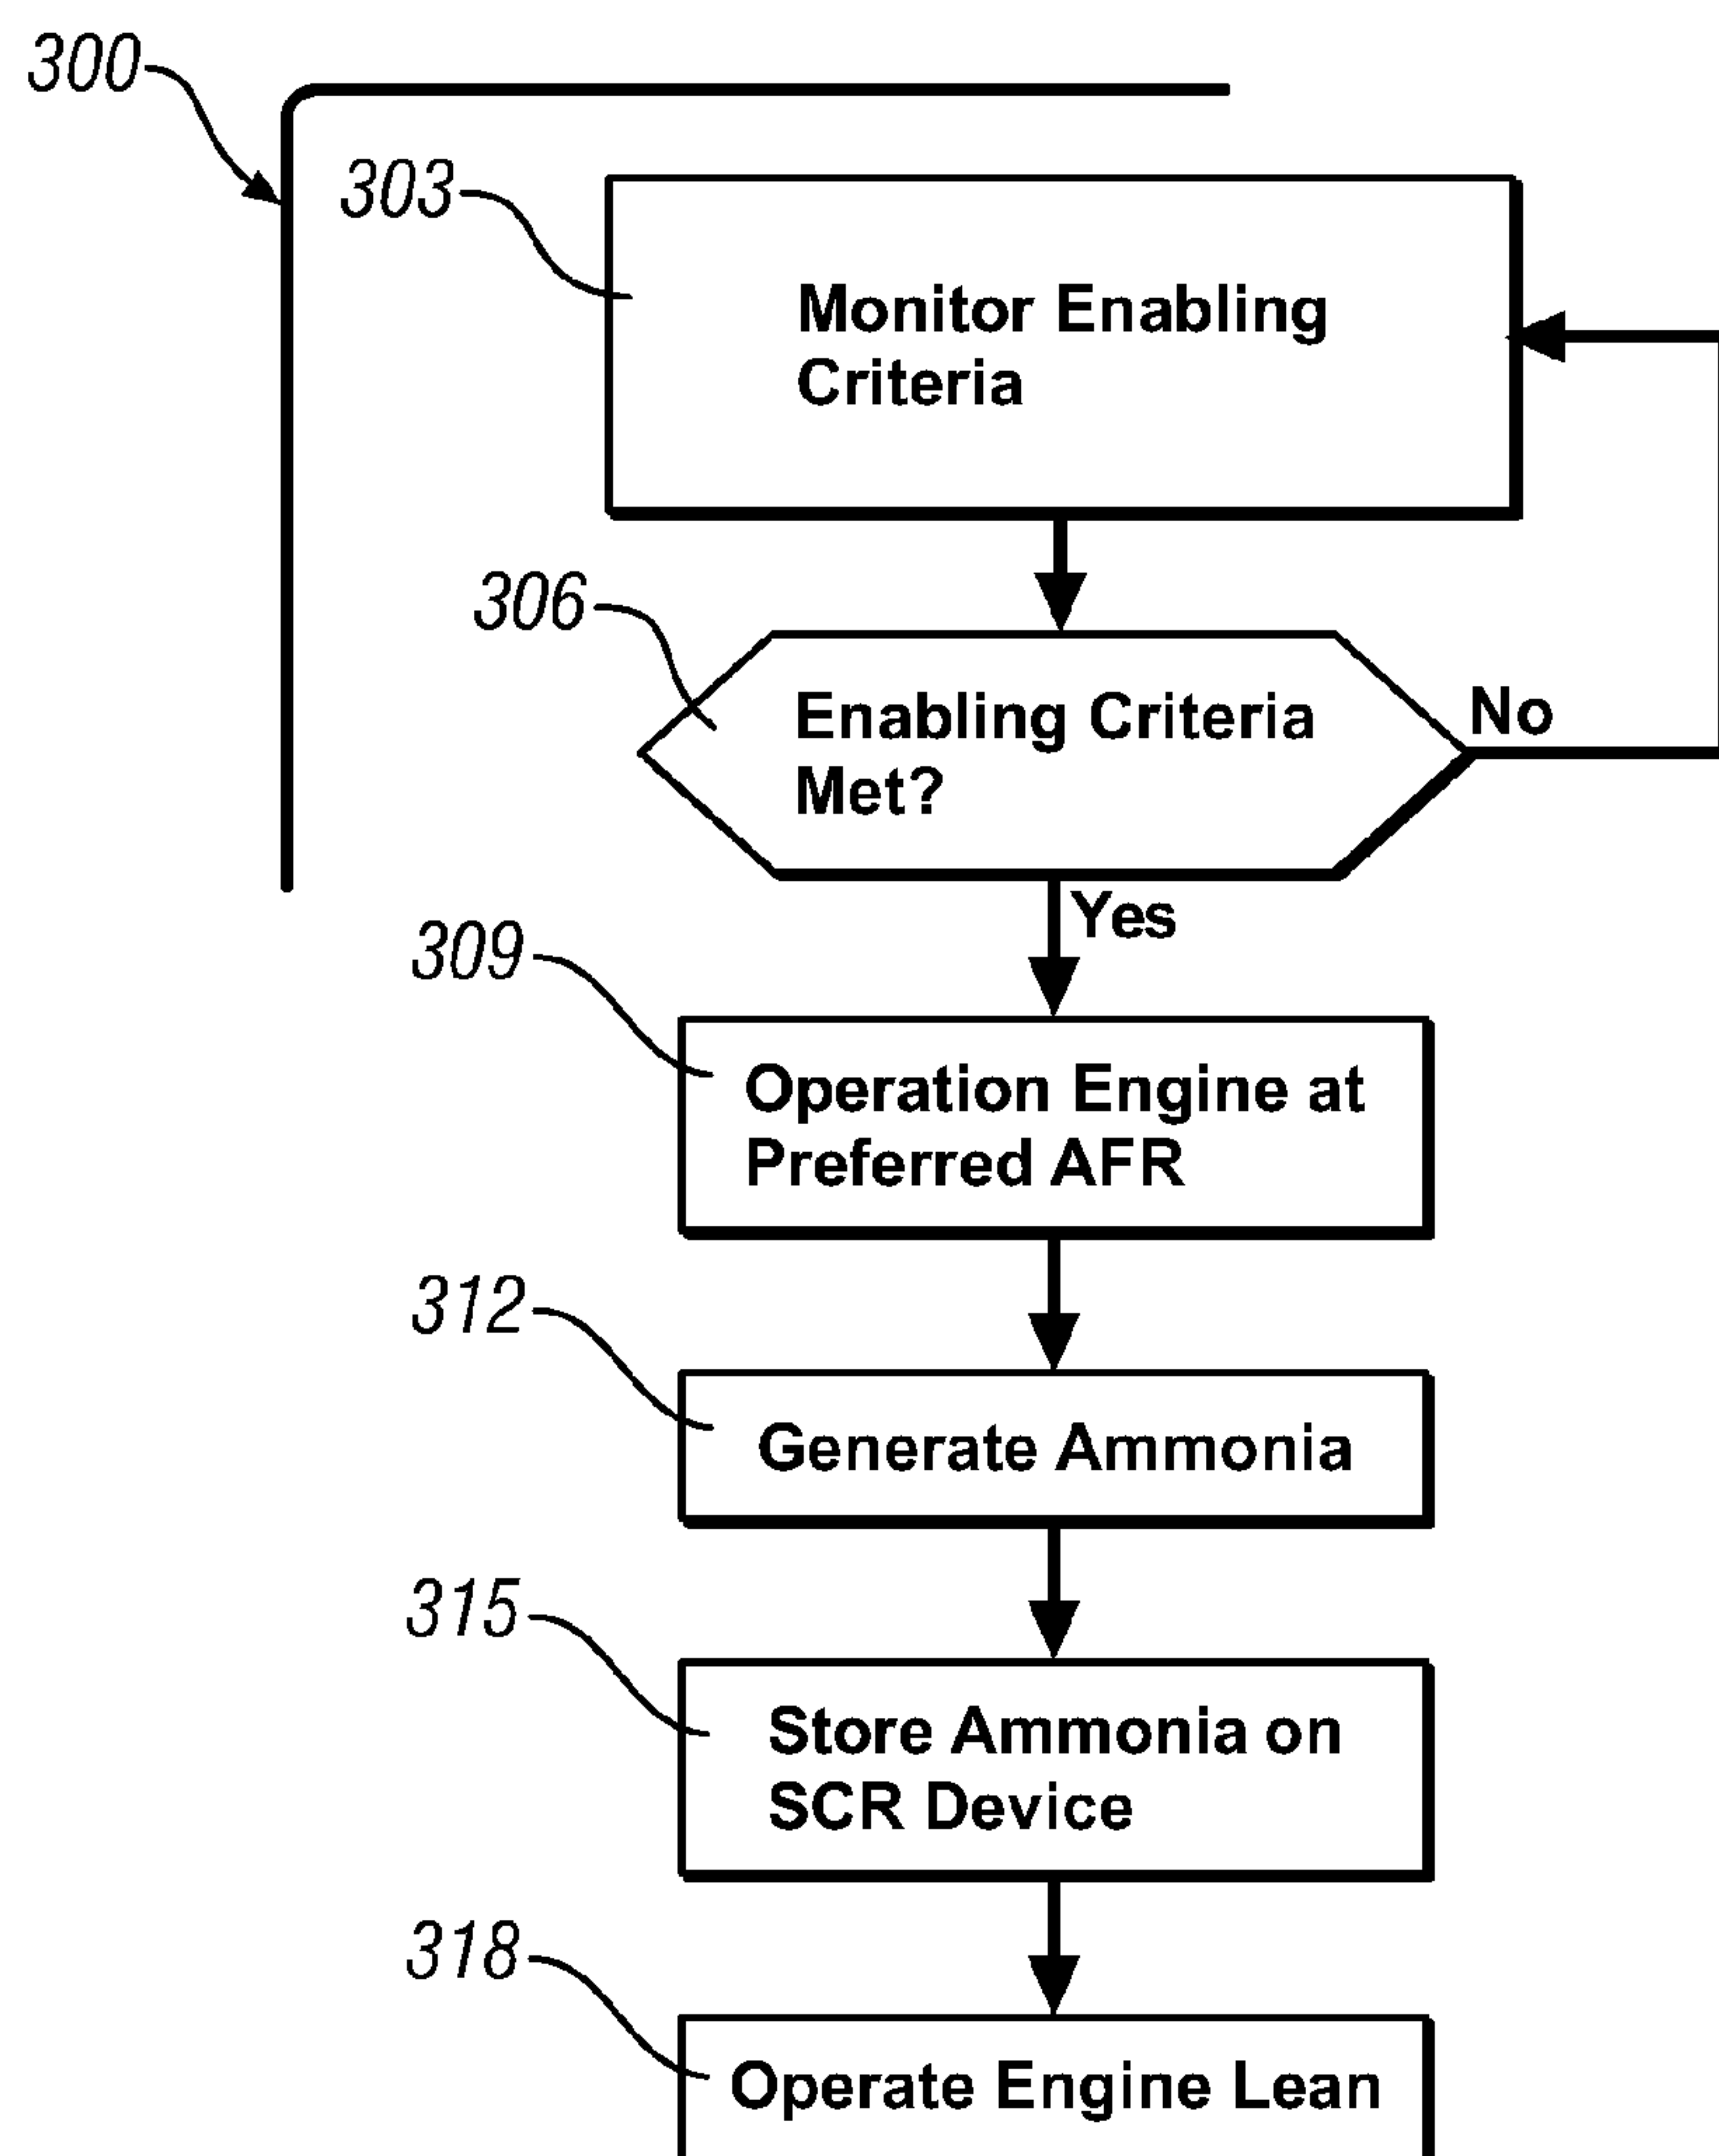 300
303
Monitor Enabling
Criteria
306
Enabling Criteria
Met?
No
Yes
309
Operation Engine at
Preferred AFR
312
Generate Ammonia
315
Store Ammonia on
SCR Device
318
Operate Engine Lean